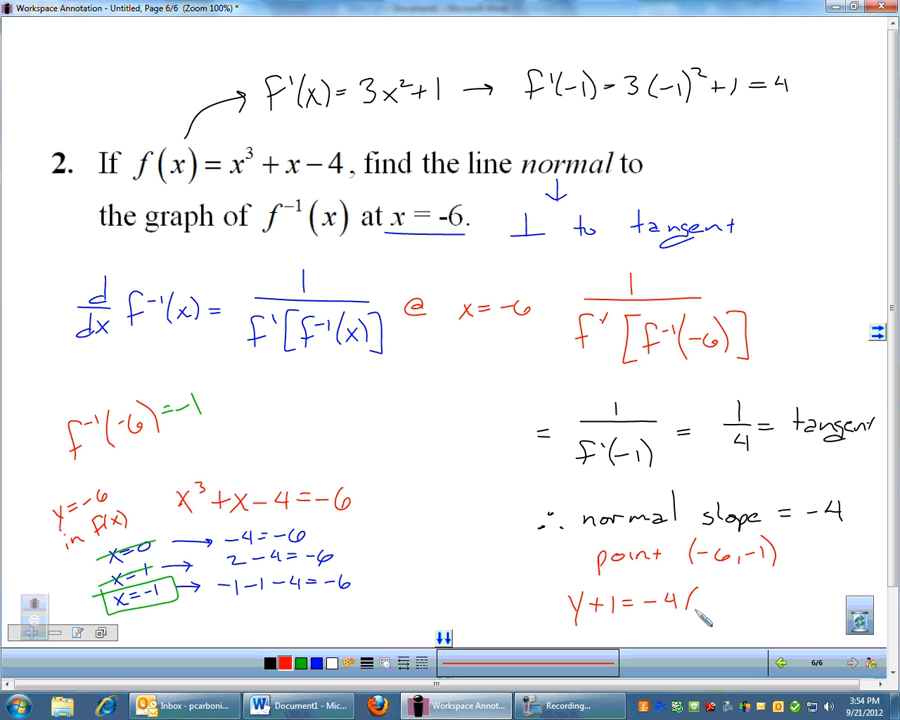 Workspace Annotation - Untitled, Page 6/6 (Zoom 100%) *
f'(x) = 3x²+1 → f'(-1) = 3(-1)²+1 = 4
2. If f(x) = x³ + x − 4, find the line normal to
the graph of f⁻¹(x) at x = -6.
↓
⊥ to tangent
d/dx f⁻¹(x) = 1/f'[f⁻¹(x)] @ x=-6 1/f'[f⁻¹(-6)]
f⁻¹(-6) = -1
= 1/f'(-1) = 1/4 = tangent
y=-6
in f(x)
x³+x-4=-6
x=0 → -4=-6
x=1 → 2-4=-6
x=-1 → -1-1-4=-6
∴ normal slope = -4
point (-6,-1)
y+1=-4(
6/6
Inbox - pcarboni...
Document1 - Mic...
Workspace Annot...
Recording...
3:54 PM
9/21/2012